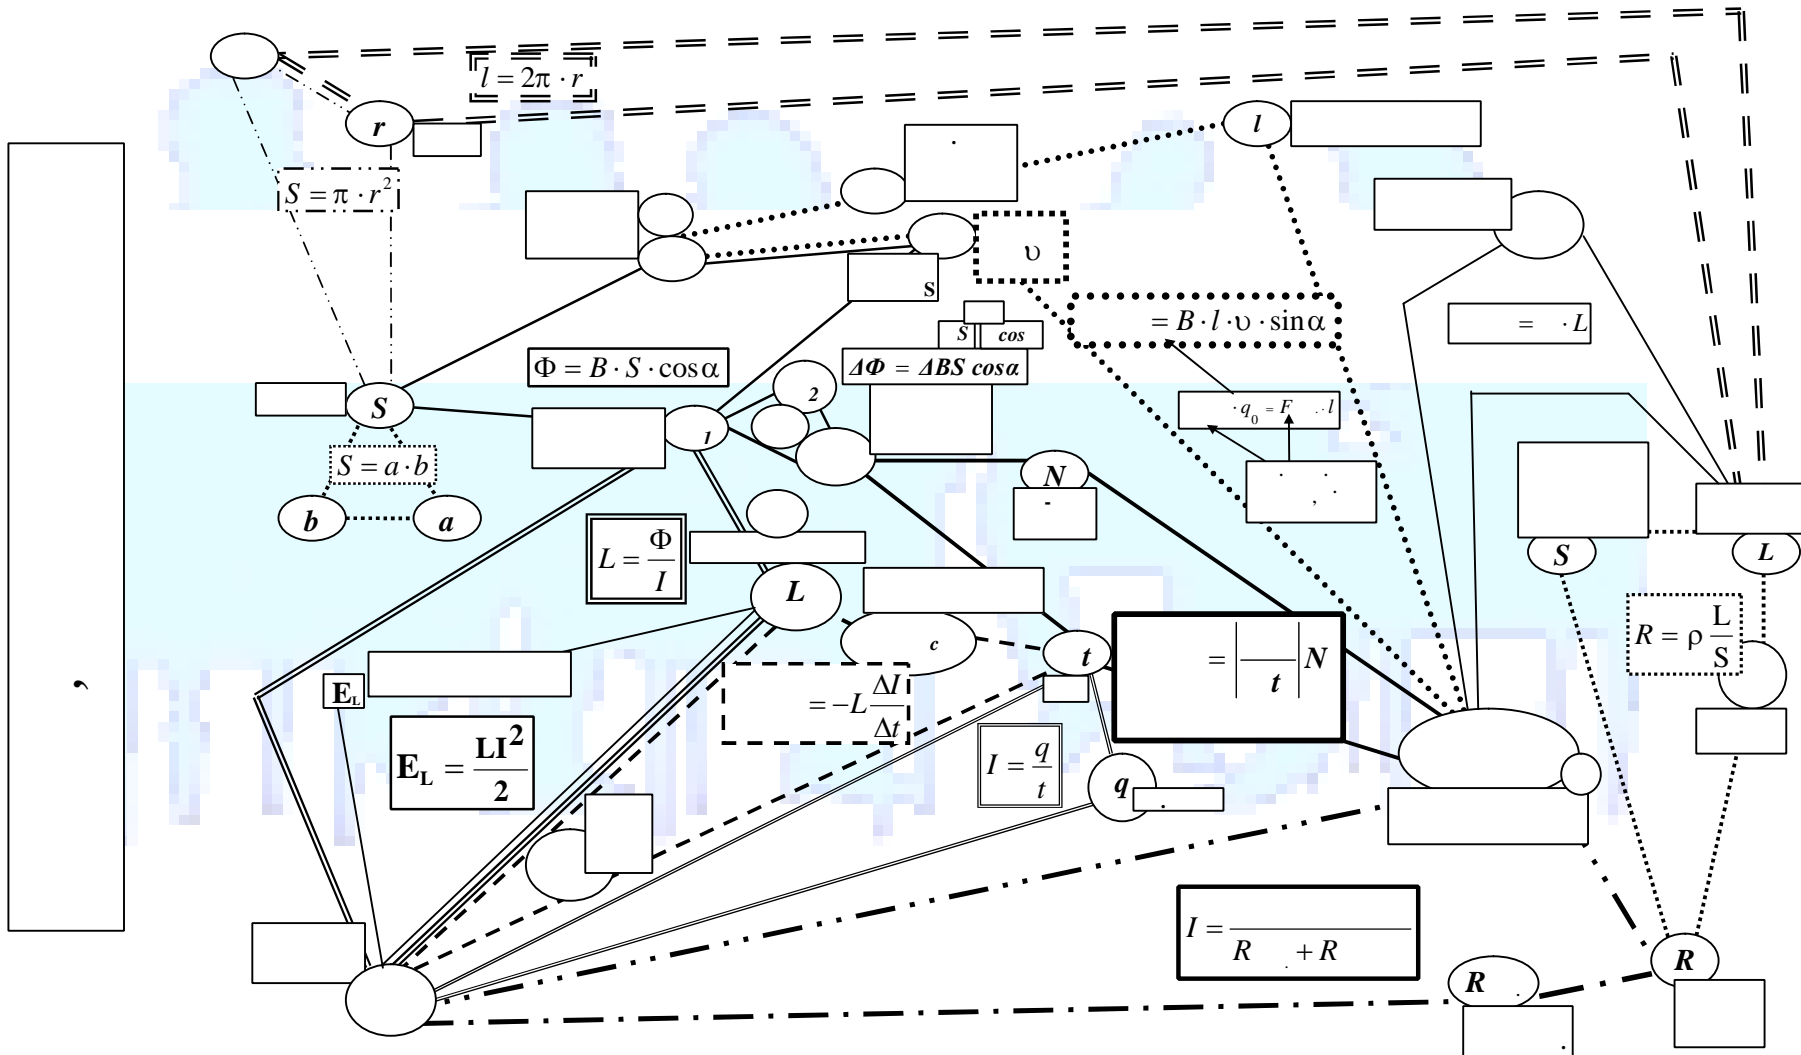 l = 2π · r
r
l
S = π · r²
υ
S
= B · l · υ · sinα
= · L
S cos
Φ = B · S · cosα
ΔΦ = ΔBS cosα
2
S
· q₀ = F . · l
1
S = a · b
N
-
. .
, .
b
a
L = Φ / I
S
L
L
R = ρ L / S
c
t
= | / t | N
,
E_L
= −L ΔI / Δt
E_L = LI² / 2
I = q / t
q
.
I = / R . + R
R .
R
.